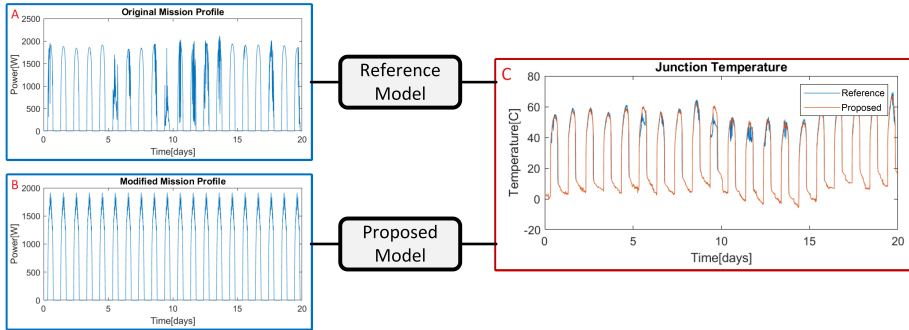 A
Original Mission Profile
2500
2000
1500
1000
500
0
Power[W]
0 5 10 15 20
Time[days]
Reference
Model
B
Modified Mission Profile
2000
1500
1000
500
0
Power[W]
0 5 10 15 20
Time[days]
Proposed
Model
C
Junction Temperature
80
60
40
20
0
-20
Temperature[C]
Reference
Proposed
0 5 10 15 20
Time[days]